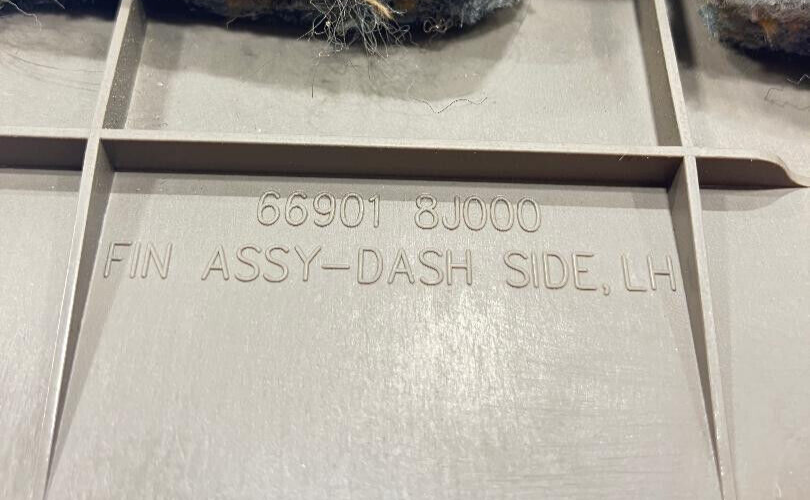 66901 8J000
FIN ASSY-DASH SIDE, LH